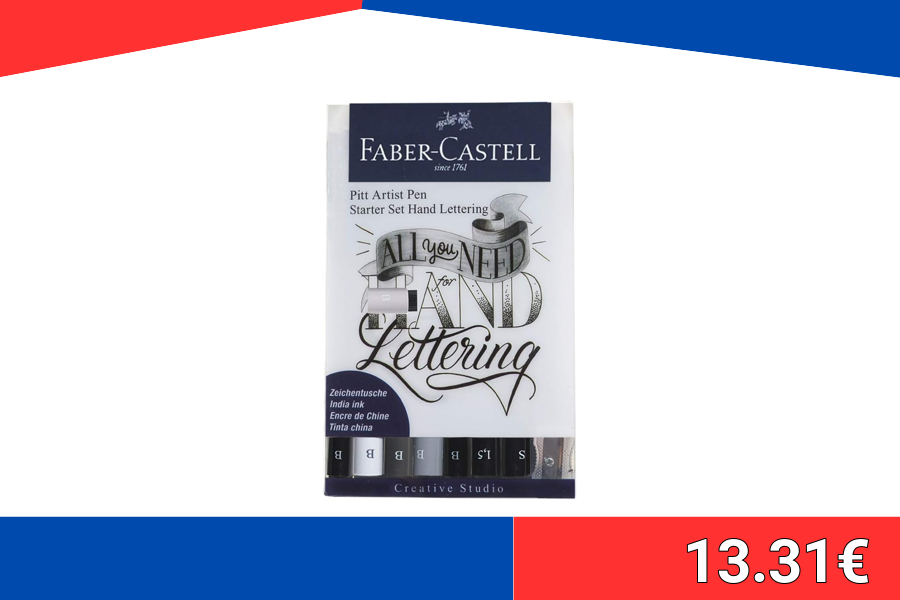 FABER-CASTELL
since 1761
Pitt Artist Pen
Starter Set Hand Lettering
ALL you NEED
for
HAND
Lettering
Zeichentusche
India ink
Encre de Chine
Tinta china
B B B B B 1,5 S
Creative Studio
13.31€